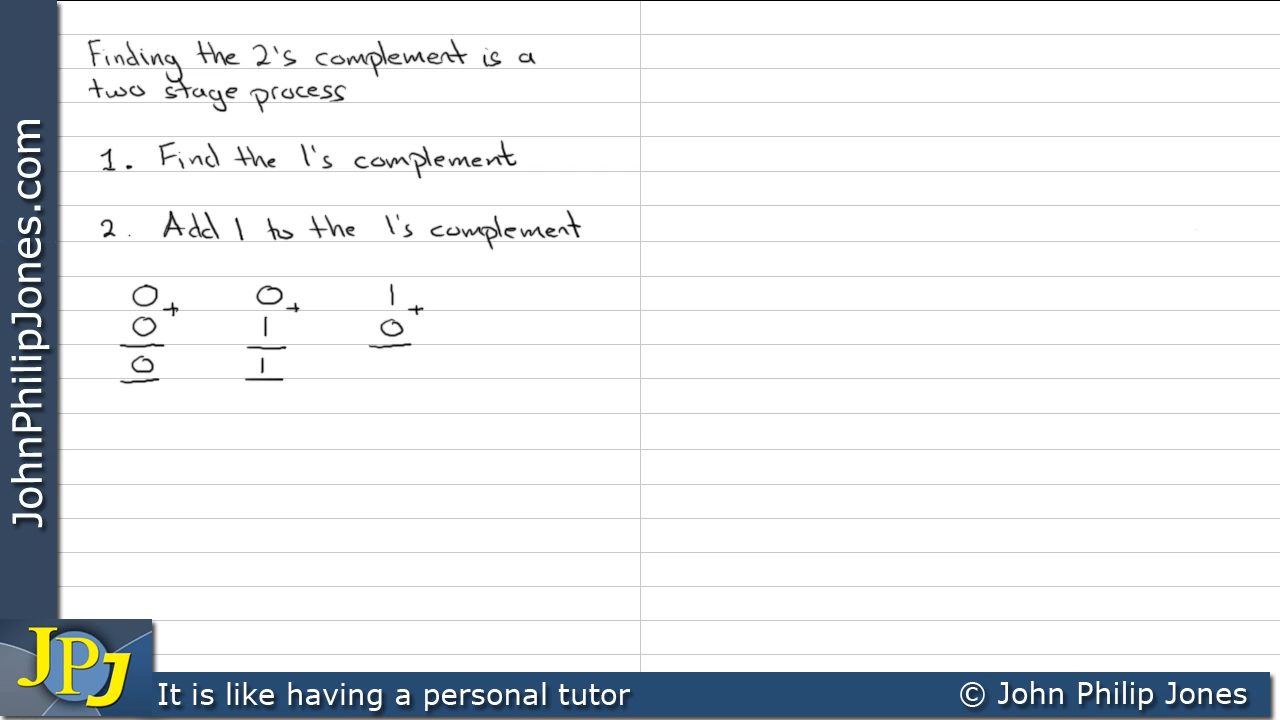 Finding the 2's complement is a
two stage process
1. Find the 1's complement
2. Add 1 to the 1's complement
0 + 0 + 1 +
0 1 0
0 1
JohnPhilipJones.com
JPJ
It is like having a personal tutor
© John Philip Jones